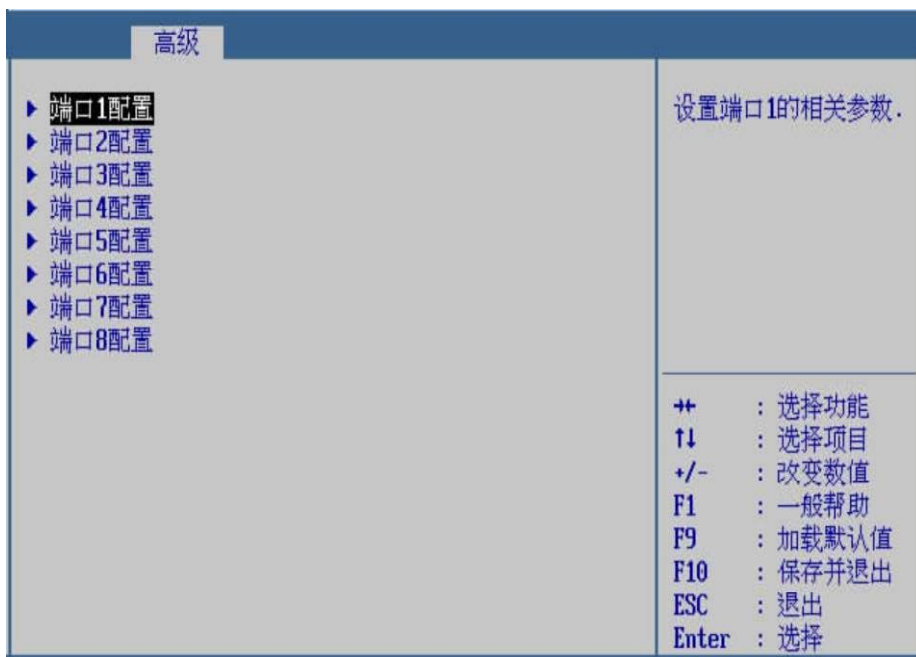 高级
端口1配置
端口2配置
端口3配置
端口4配置
端口5配置
端口6配置
端口7配置
端口8配置
设置端口1的相关参数.
→← : 选择功能
↑↓ : 选择项目
+/- : 改变数值
F1 : 一般帮助
F9 : 加载默认值
F10 : 保存并退出
ESC : 退出
Enter : 选择